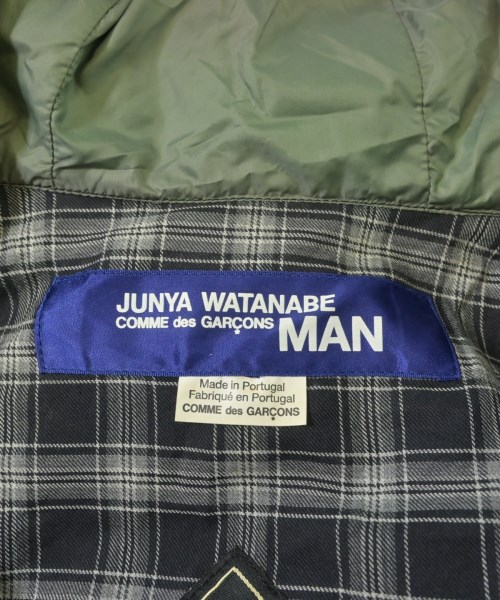 JUNYA WATANABE
COMME des GARÇONS MAN
Made in Portugal
Fabriqué en Portugal
COMME des GARÇONS